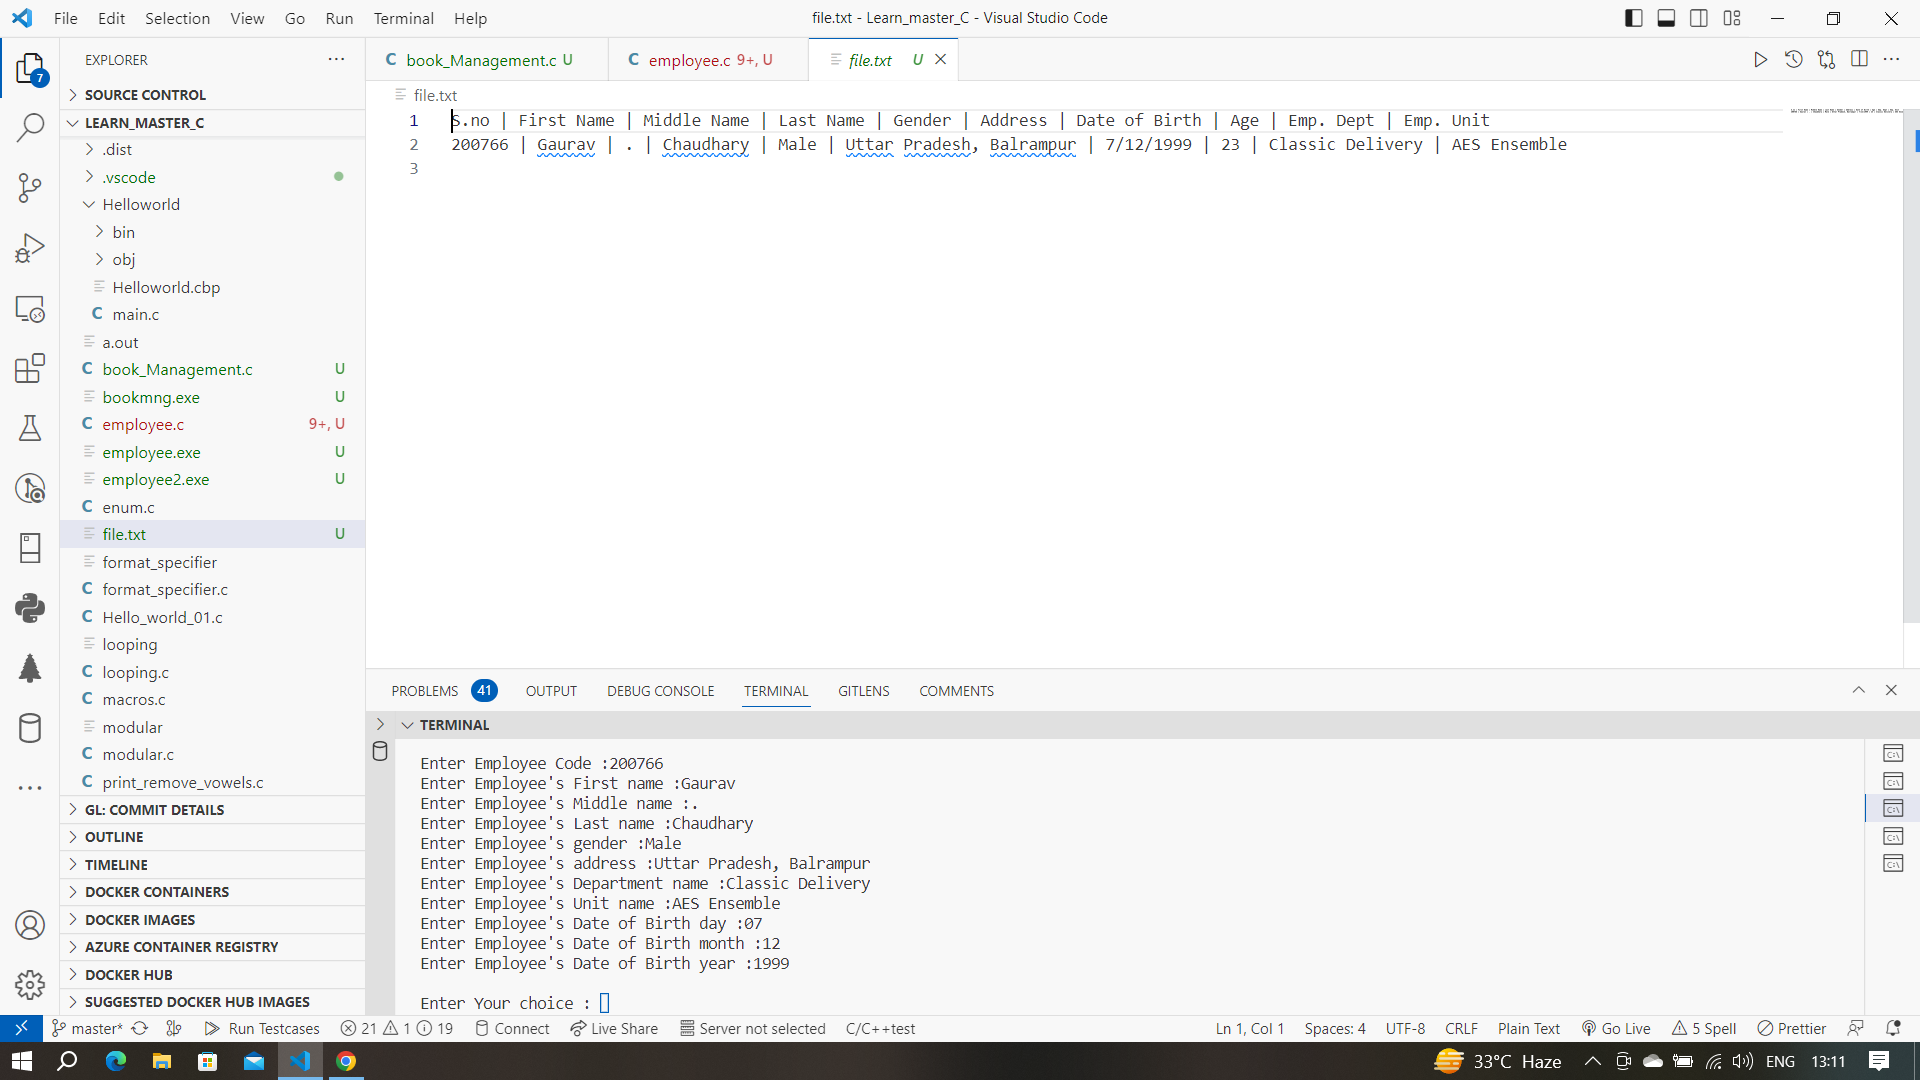 File Edit Selection View Go Run Terminal Help
file.txt - Learn_master_C - Visual Studio Code
7
EXPLORER
SOURCE CONTROL
LEARN_MASTER_C
.dist
.vscode
Helloworld
bin
obj
Helloworld.cbp
C main.c
a.out
C book_Management.c U
bookmng.exe U
C employee.c 9+, U
employee.exe U
employee2.exe U
C enum.c
file.txt U
format_specifier
C format_specifier.c
C Hello_world_01.c
looping
C looping.c
C macros.c
modular
C modular.c
C print_remove_vowels.c
GL: COMMIT DETAILS
OUTLINE
TIMELINE
DOCKER CONTAINERS
DOCKER IMAGES
AZURE CONTAINER REGISTRY
DOCKER HUB
SUGGESTED DOCKER HUB IMAGES
C book_Management.c U
C employee.c 9+, U
file.txt U
file.txt
1 S.no | First Name | Middle Name | Last Name | Gender | Address | Date of Birth | Age | Emp. Dept | Emp. Unit
2 200766 | Gaurav | . | Chaudhary | Male | Uttar Pradesh, Balrampur | 7/12/1999 | 23 | Classic Delivery | AES Ensemble
3
PROBLEMS 41 OUTPUT DEBUG CONSOLE TERMINAL GITLENS COMMENTS
TERMINAL
Enter Employee Code :200766
Enter Employee's First name :Gaurav
Enter Employee's Middle name :.
Enter Employee's Last name :Chaudhary
Enter Employee's gender :Male
Enter Employee's address :Uttar Pradesh, Balrampur
Enter Employee's Department name :Classic Delivery
Enter Employee's Unit name :AES Ensemble
Enter Employee's Date of Birth day :07
Enter Employee's Date of Birth month :12
Enter Employee's Date of Birth year :1999
Enter Your choice :
master* Run Testcases 21 1 19 Connect Live Share Server not selected C/C++test
Ln 1, Col 1 Spaces: 4 UTF-8 CRLF Plain Text Go Live 5 Spell Prettier
33°C Haze ENG 13:11